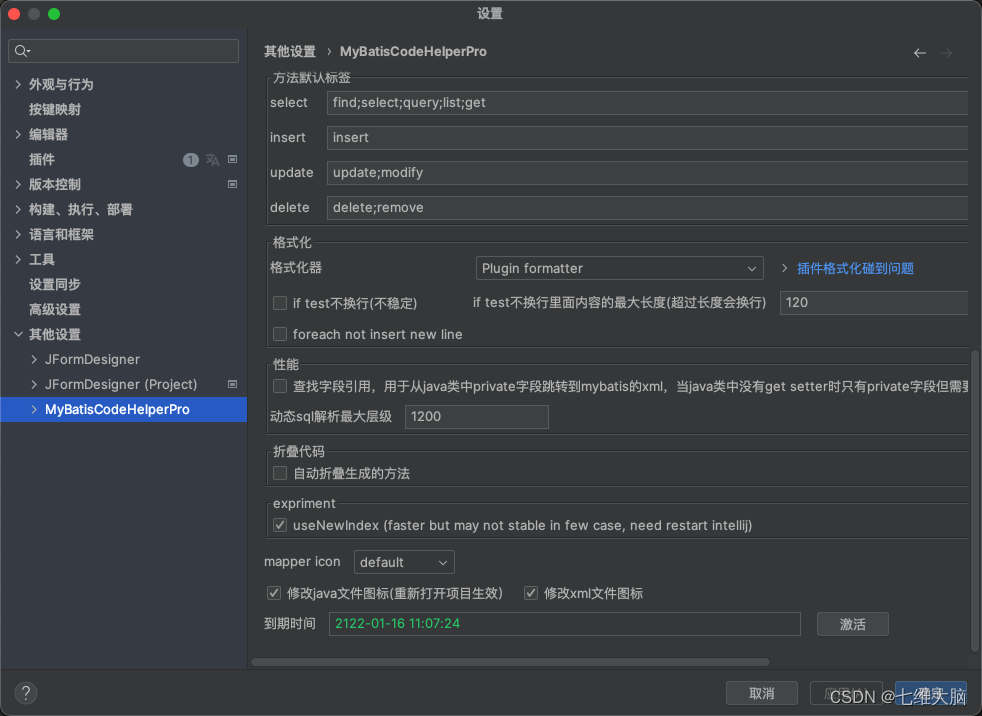 设置
其他设置 › MyBatisCodeHelperPro
外观与行为
按键映射
编辑器
插件 1
版本控制
构建、执行、部署
语言和框架
工具
设置同步
高级设置
其他设置
JFormDesigner
JFormDesigner (Project)
MyBatisCodeHelperPro
方法默认标签
select find;select;query;list;get
insert insert
update update;modify
delete delete;remove
格式化
格式化器 Plugin formatter 插件格式化碰到问题
if test不换行(不稳定) if test不换行里面内容的最大长度(超过长度会换行) 120
foreach not insert new line
性能
查找字段引用，用于从java类中private字段跳转到mybatis的xml，当java类中没有get setter时只有private字段但需要
动态sql解析最大层级 1200
折叠代码
自动折叠生成的方法
expriment
useNewIndex (faster but may not stable in few case, need restart intellij)
mapper icon default
修改java文件图标(重新打开项目生效) 修改xml文件图标
到期时间 2122-01-16 11:07:24 激活
? 取消 确定
CSDN @七维大脑